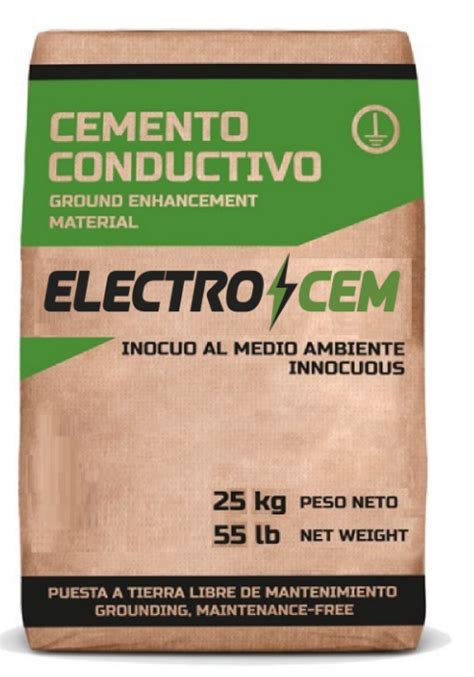 CEMENTO
CONDUCTIVO
GROUND ENHANCEMENT
MATERIAL
ELECTRO CEM
INOCUO AL MEDIO AMBIENTE
INNOCUOUS
25 kg PESO NETO
55 lb NET WEIGHT
PUESTA A TIERRA LIBRE DE MANTENIMIENTO
GROUNDING, MAINTENANCE-FREE